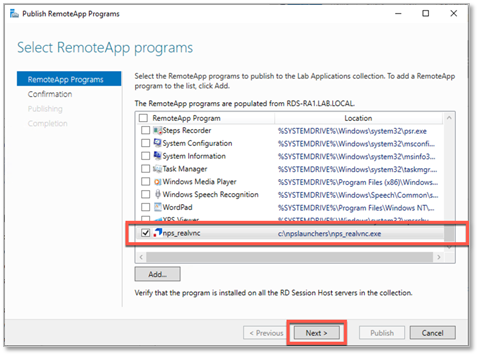 Publish RemoteApp Programs
Select RemoteApp programs
RemoteApp Programs
Confirmation
Publishing
Completion
Select the RemoteApp programs to publish to the Lab Applications collection. To add a RemoteApp
program to the list, click Add.
The RemoteApp programs are populated from RDS-RA1.LAB.LOCAL.
RemoteApp Program Location
Steps Recorder %SYSTEMDRIVE%\Windows\system32\psr.exe
System Configuration %SYSTEMDRIVE%\Windows\system32\msconfi...
System Information %SYSTEMDRIVE%\Windows\system32\msinfo3...
Task Manager %SYSTEMDRIVE%\Windows\system32\taskmgr....
Windows Media Player %SYSTEMDRIVE%\Program Files (x86)\Window...
Windows Speech Recognition %SYSTEMDRIVE%\Windows\Speech\Common\s...
WordPad %SYSTEMDRIVE%\Program Files\Windows NT\...
XPS Viewer
nps_realvnc c:\npslaunchers\nps_realvnc.exe
Add...
Verify that the program is installed on all the RD Session Host servers in the collection.
< Previous Next > Publish Cancel